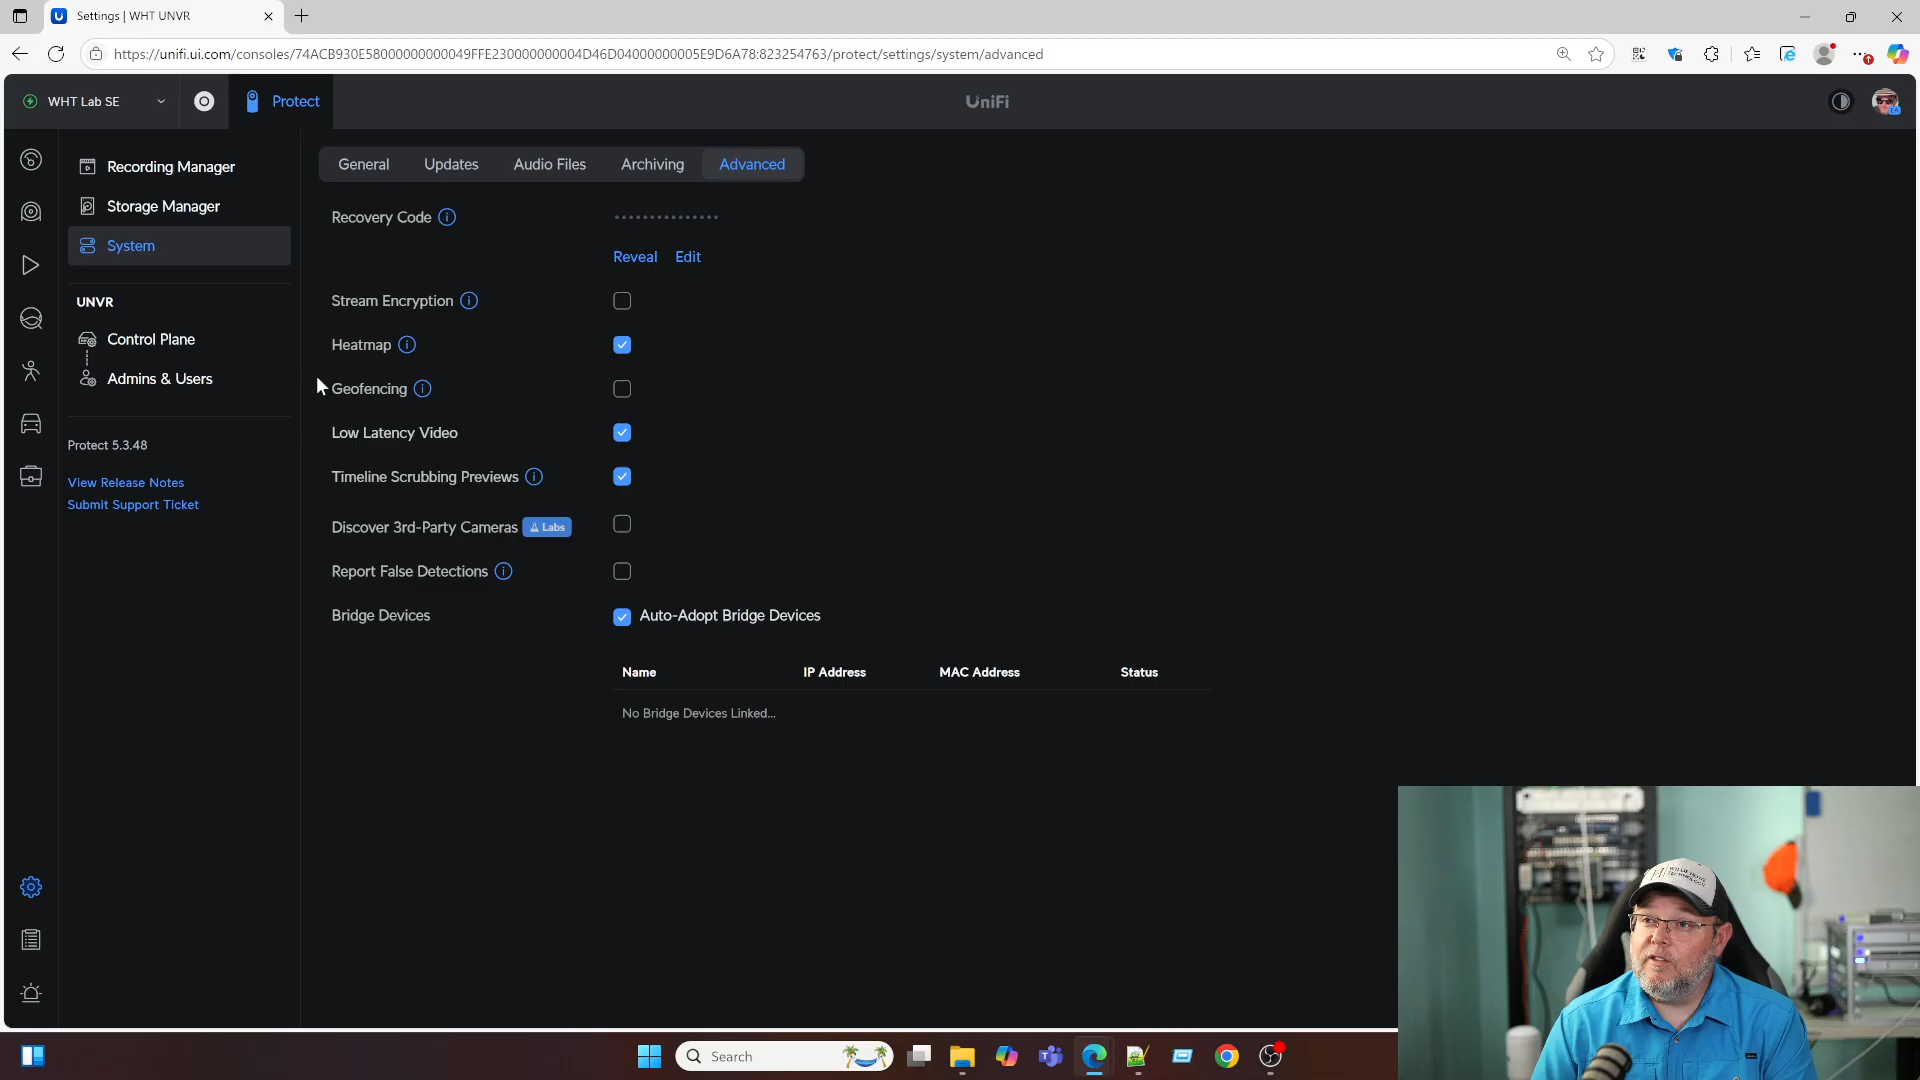 Settings | WHT UNVR
https://unifi.ui.com/consoles/74ACB930E58000000000049FFE230000000004D46D04000000005E9D6A78:823254763/protect/settings/system/advanced
WHT Lab SE
Protect
UniFi
EA
Recording Manager
Storage Manager
System
UNVR
Control Plane
Admins & Users
Protect 5.3.48
View Release Notes
Submit Support Ticket
General Updates Audio Files Archiving Advanced
Recovery Code
Reveal Edit
Stream Encryption
Heatmap
Geofencing
Low Latency Video
Timeline Scrubbing Previews
Discover 3rd-Party Cameras Labs
Report False Detections
Bridge Devices Auto-Adopt Bridge Devices
Name IP Address MAC Address Status
No Bridge Devices Linked...
Search